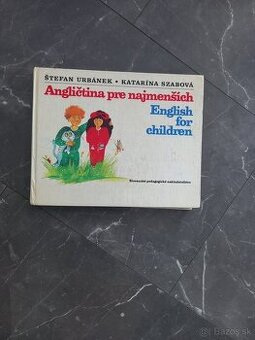 ŠTEFAN URBÁNEK • KATARÍNA SZABOVÁ
Angličtina pre najmenších
English
for
children
Slovenské pedagogické nakladateľstvo
Bazos.sk